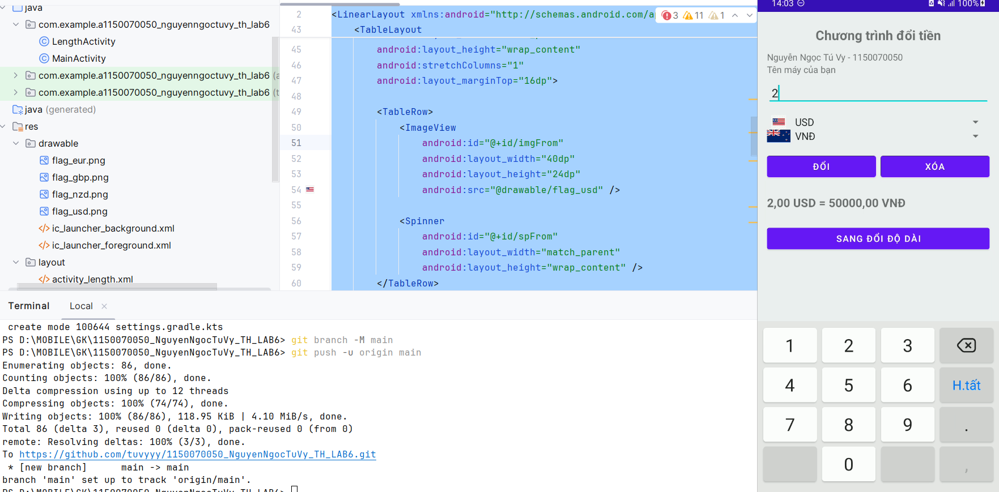 java
com.example.a1150070050_nguyenngoctuvy_th_lab6
LengthActivity
MainActivity
com.example.a1150070050_nguyenngoctuvy_th_lab6 (a
com.example.a1150070050_nguyenngoctuvy_th_lab6 (t
java (generated)
res
drawable
flag_eur.png
flag_gbp.png
flag_nzd.png
flag_usd.png
ic_launcher_background.xml
ic_launcher_foreground.xml
layout
activity_length.xml
2 <LinearLayout xmlns:android="http://schemas.android.com/a
3 11 1
43 <TableLayout
45 android:layout_height="wrap_content"
46 android:stretchColumns="1"
47 android:layout_marginTop="16dp">
48
49 <TableRow>
50 <ImageView
51 android:id="@+id/imgFrom"
52 android:layout_width="40dp"
53 android:layout_height="24dp"
54 android:src="@drawable/flag_usd" />
55
56 <Spinner
57 android:id="@+id/spFrom"
58 android:layout_width="match_parent"
59 android:layout_height="wrap_content" />
60 </TableRow>
Terminal Local
create mode 100644 settings.gradle.kts
PS D:\MOBILE\GK\1150070050_NguyenNgocTuVy_TH_LAB6> git branch -M main
PS D:\MOBILE\GK\1150070050_NguyenNgocTuVy_TH_LAB6> git push -u origin main
Enumerating objects: 86, done.
Counting objects: 100% (86/86), done.
Delta compression using up to 12 threads
Compressing objects: 100% (74/74), done.
Writing objects: 100% (86/86), 118.95 KiB | 4.10 MiB/s, done.
Total 86 (delta 3), reused 0 (delta 0), pack-reused 0 (from 0)
remote: Resolving deltas: 100% (3/3), done.
To https://github.com/tuvyyy/1150070050_NguyenNgocTuVy_TH_LAB6.git
* [new branch] main -> main
branch 'main' set up to track 'origin/main'.
PS D:\MOBILE\GK\1150070050_NguyenNgocTuVy_TH_LAB6>
14:03 100%
Chương trình đổi tiền
Nguyễn Ngọc Tú Vy - 1150070050
Tên máy của bạn
2
USD
VNĐ
ĐỔI XÓA
2,00 USD = 50000,00 VNĐ
SANG ĐỔI ĐỘ DÀI
1 2 3
4 5 6 H.tất
7 8 9 .
0 ,